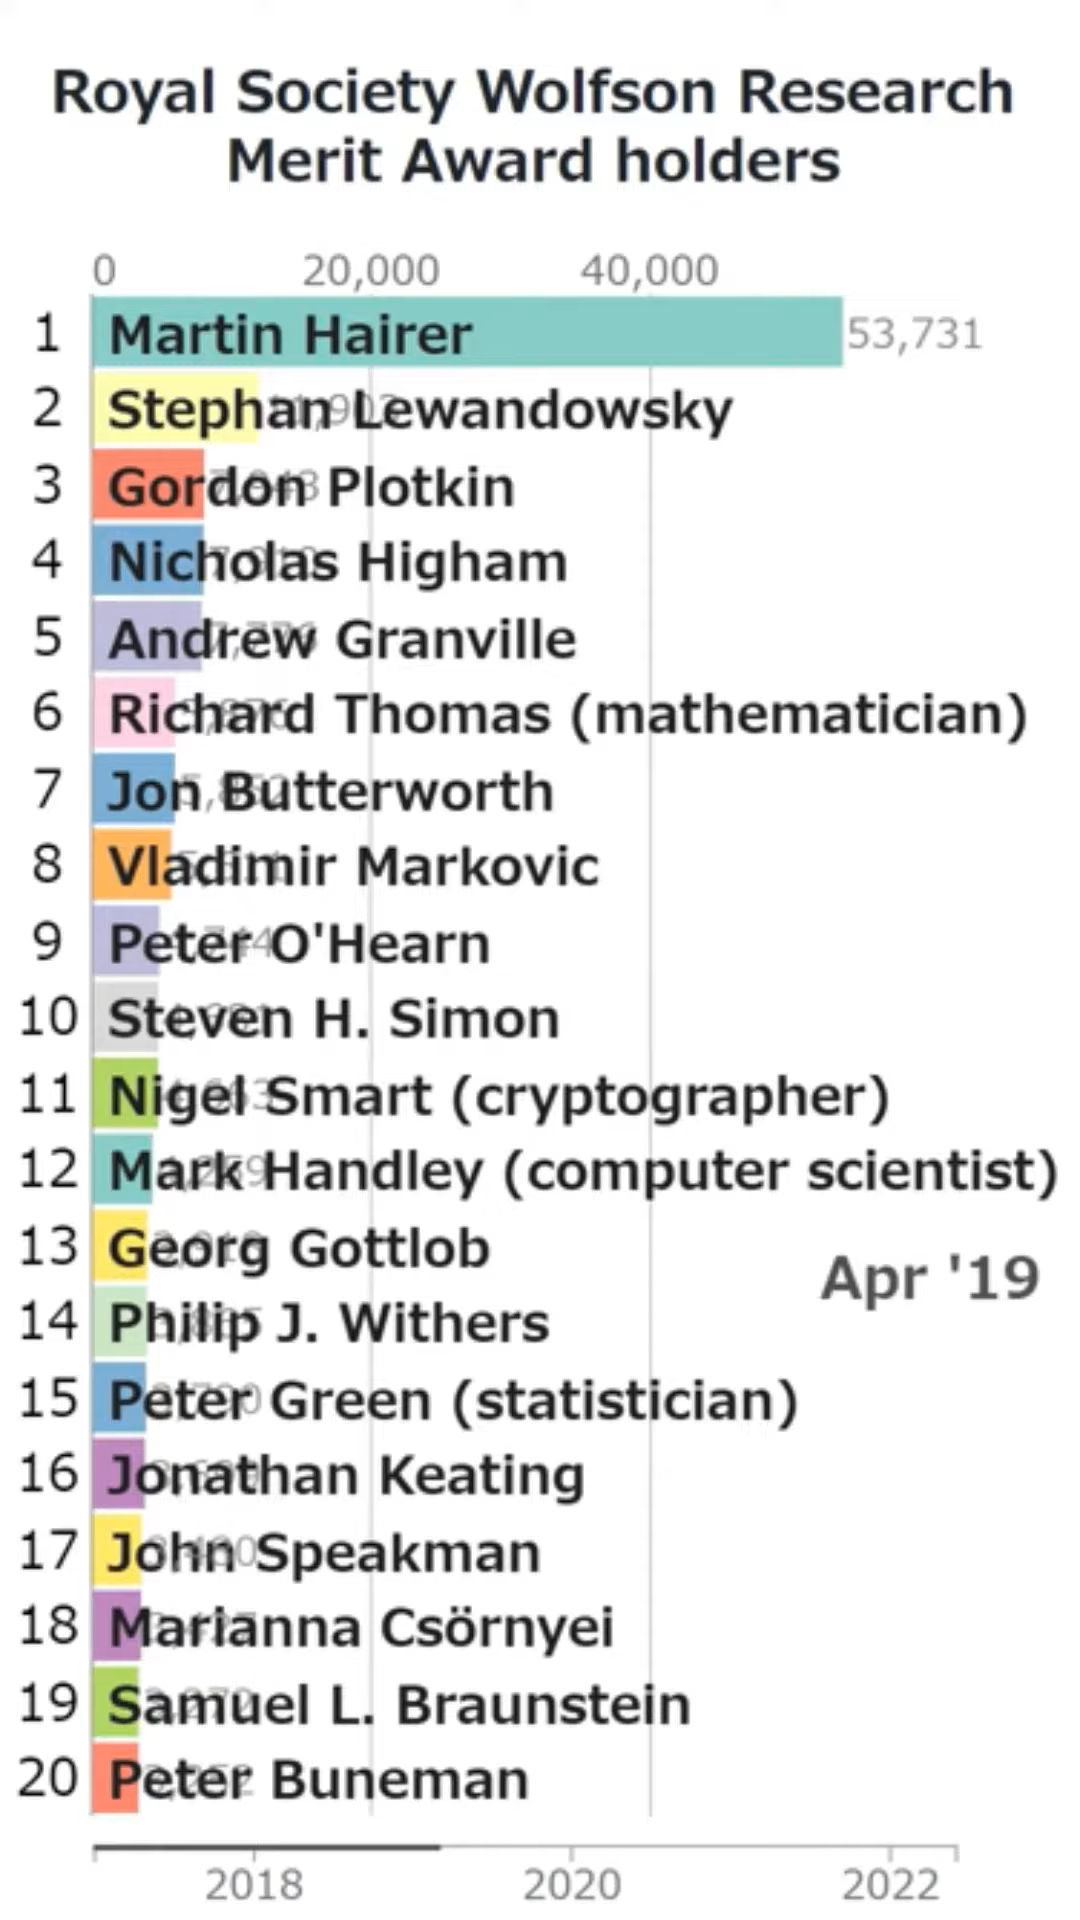 Royal Society Wolfson Research
Merit Award holders
0 20,000 40,000
1 Martin Hairer 53,731
2 Stephan Lewandowsky
3 Gordon Plotkin
4 Nicholas Higham
5 Andrew Granville
6 Richard Thomas (mathematician)
7 Jon Butterworth
8 Vladimir Markovic
9 Peter O'Hearn
10 Steven H. Simon
11 Nigel Smart (cryptographer)
12 Mark Handley (computer scientist)
13 Georg Gottlob
Apr '19
14 Philip J. Withers
15 Peter Green (statistician)
16 Jonathan Keating
17 John Speakman
18 Marianna Csörnyei
19 Samuel L. Braunstein
20 Peter Buneman
2018 2020 2022